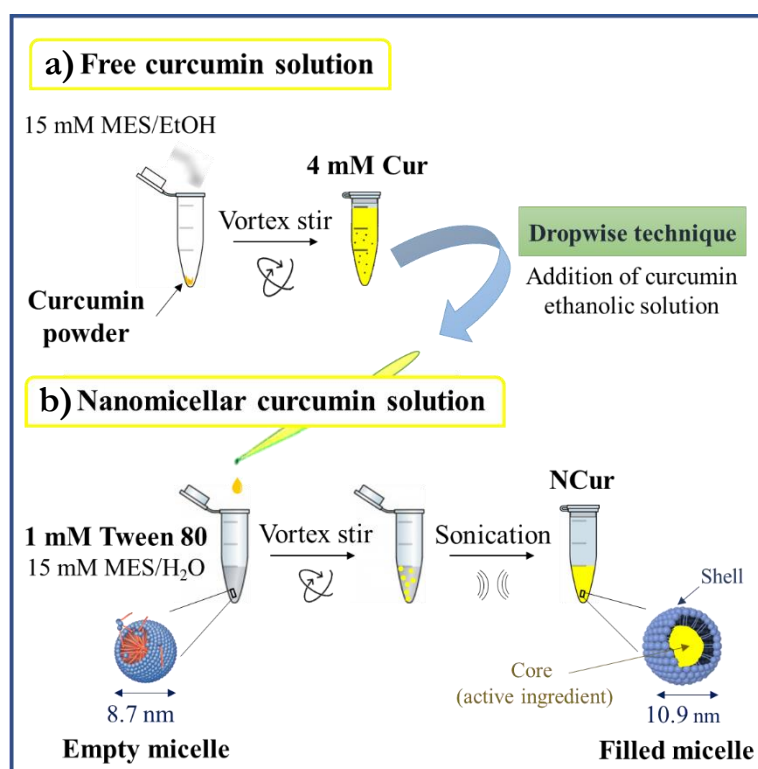 a) Free curcumin solution
15 mM MES/EtOH
4 mM Cur
Vortex stir
Curcumin
powder
Dropwise technique
Addition of curcumin
ethanolic solution
b) Nanomicellar curcumin solution
NCur
1 mM Tween 80
15 mM MES/H₂O
Vortex stir
Sonication
Shell
Core
(active ingredient)
8.7 nm
10.9 nm
Empty micelle
Filled micelle